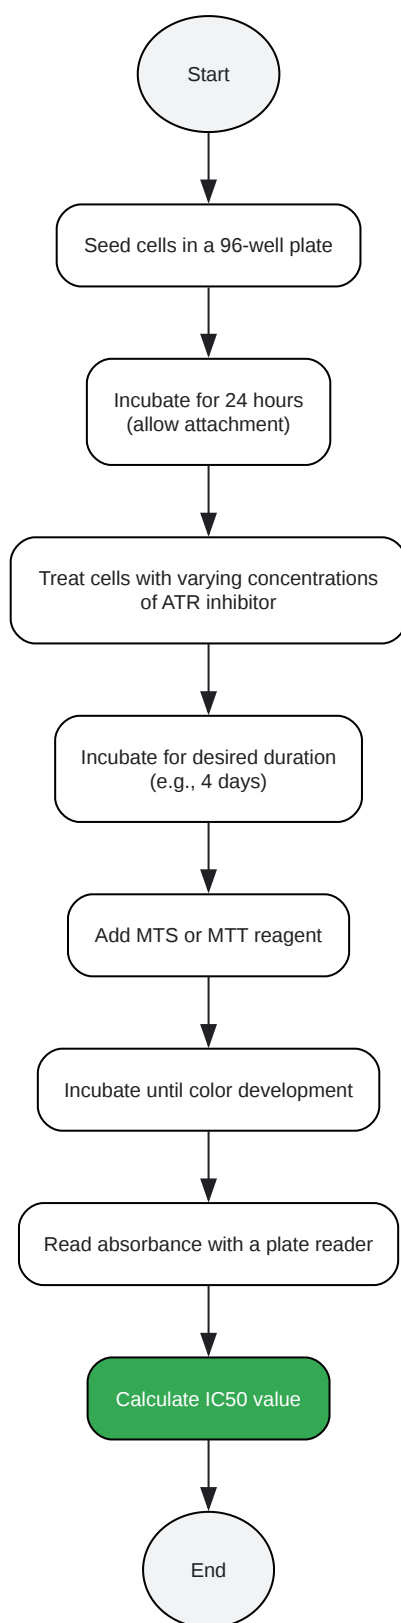 Start
Seed cells in a 96-well plate
Incubate for 24 hours
(allow attachment)
Treat cells with varying concentrations
of ATR inhibitor
Incubate for desired duration
(e.g., 4 days)
Add MTS or MTT reagent
Incubate until color development
Read absorbance with a plate reader
Calculate IC50 value
End